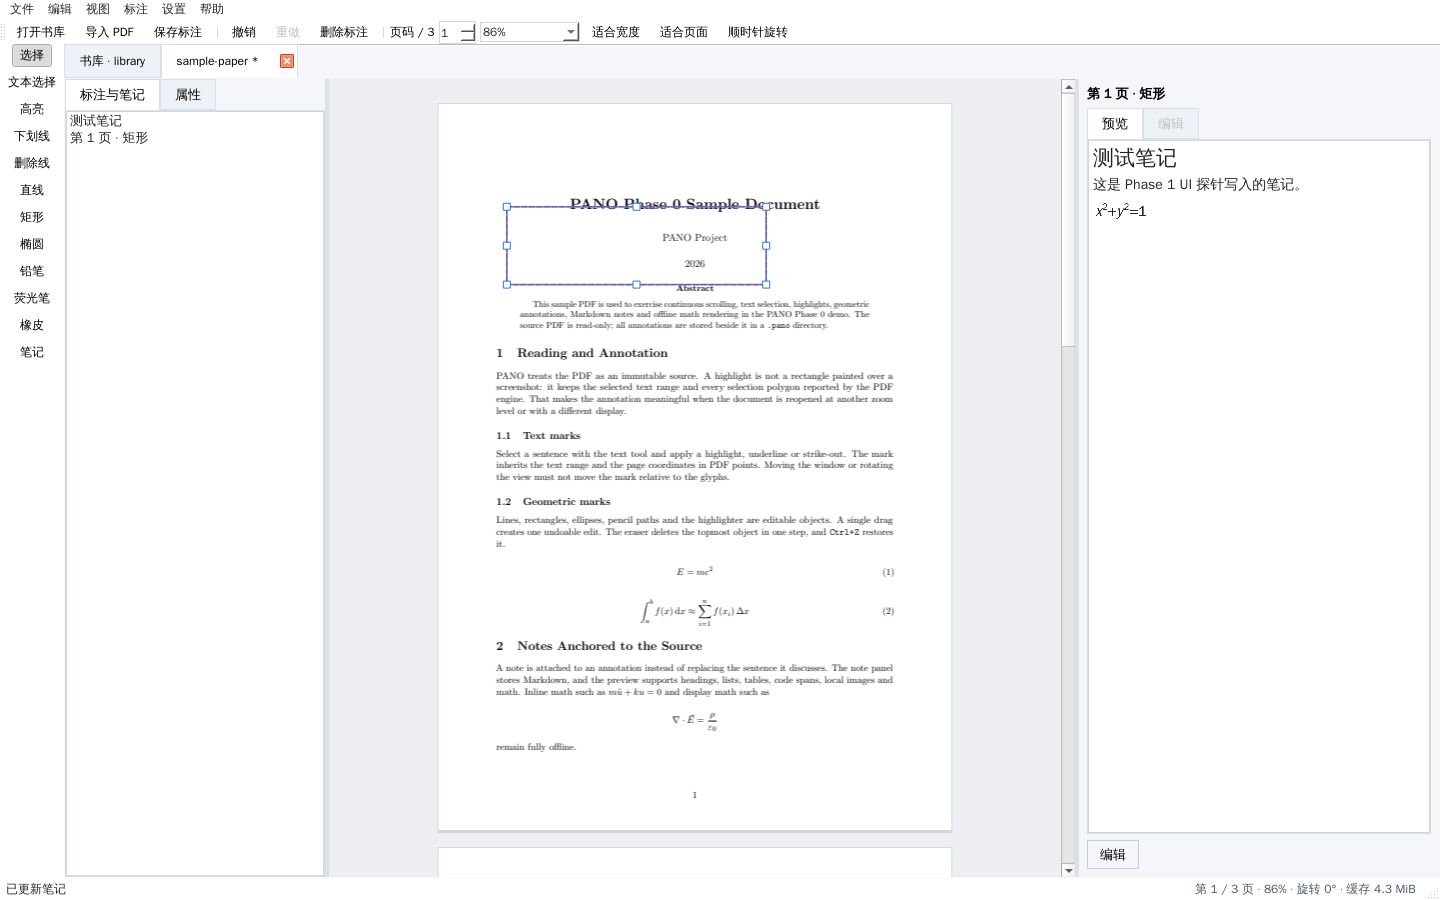 文件 编辑 视图 标注 设置 帮助
打开书库 导入 PDF 保存标注 撤销 重做 删除标注 页码 / 3 1 86% 适合宽度 适合页面 顺时针旋转
选择
文本选择
高亮
下划线
删除线
直线
矩形
椭圆
铅笔
荧光笔
橡皮
笔记
书库 · library
sample-paper *
标注与笔记 属性
测试笔记
第 1 页 · 矩形
PANO Phase 0 Sample Document
PANO Project
2026
Abstract
This sample PDF is used to exercise continuous scrolling, text selection, highlights, geometric
annotations, Markdown notes and offline math rendering in the PANO Phase 0 demo. The
source PDF is read-only; all annotations are stored beside it in a .pano directory.
1 Reading and Annotation
PANO treats the PDF as an immutable source. A highlight is not a rectangle painted over a
screenshot: it keeps the selected text range and every selection polygon reported by the PDF
engine. That makes the annotation meaningful when the document is reopened at another zoom
level or with a different display.
1.1 Text marks
Select a sentence with the text tool and apply a highlight, underline or strike-out. The mark
inherits the text range and the page coordinates in PDF points. Moving the window or rotating
the view must not move the mark relative to the glyphs.
1.2 Geometric marks
Lines, rectangles, ellipses, pencil paths and the highlighter are editable objects. A single drag
creates one undoable edit. The eraser deletes the topmost object in one step, and Ctrl+Z restores
it.
E = mc² (1)
∫ₐᵇ f(x) dx ≈ ∑ᵢ₌₁ⁿ f(xᵢ) Δx (2)
2 Notes Anchored to the Source
A note is attached to an annotation instead of replacing the sentence it discusses. The note panel
stores Markdown, and the preview supports headings, lists, tables, code spans, local images and
math. Inline math such as mü + ku = 0 and display math such as
∇ · E⃗ = ρ/ε₀
remain fully offline.
1
第 1 页 · 矩形
预览 编辑
测试笔记
这是 Phase 1 UI 探针写入的笔记。
x²+y²=1
编辑
已更新笔记
第 1 / 3 页 · 86% · 旋转 0° · 缓存 4.3 MiB